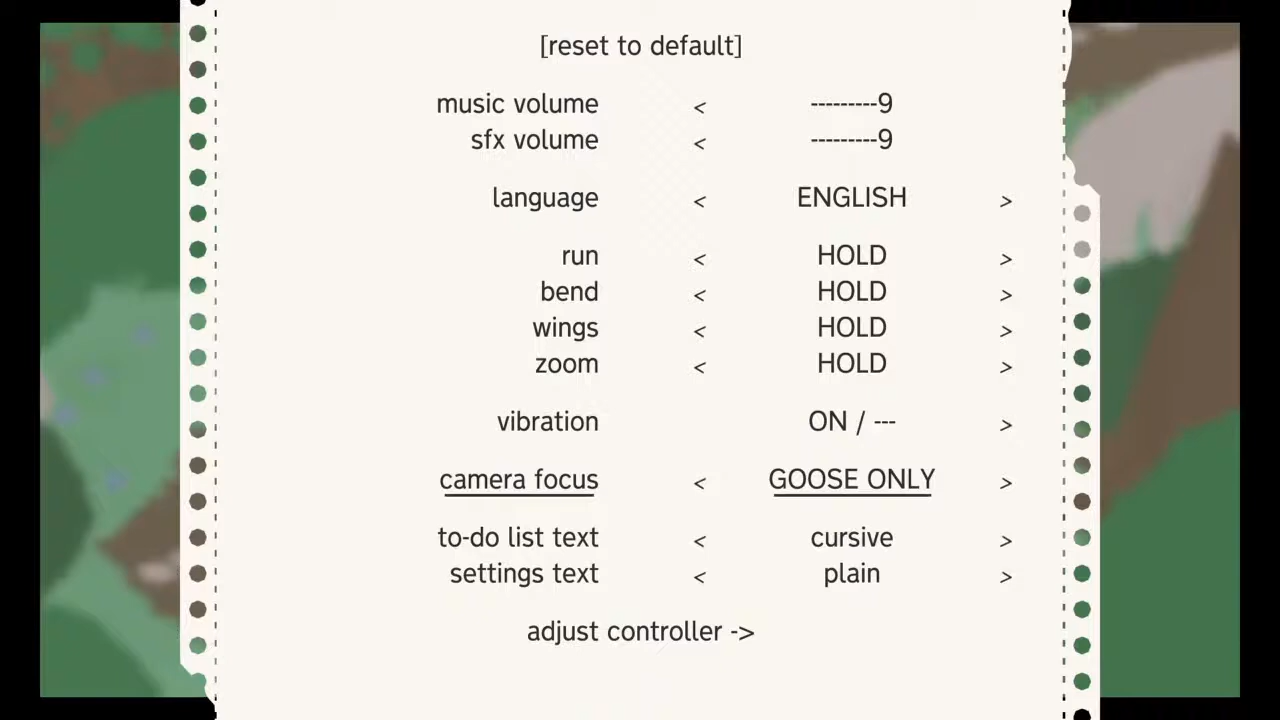 [reset to default]
music volume < ---------9
sfx volume < ---------9
language < ENGLISH >
run < HOLD >
bend < HOLD >
wings < HOLD >
zoom < HOLD >
vibration ON / --- >
camera focus < GOOSE ONLY >
to-do list text < cursive >
settings text < plain >
adjust controller ->